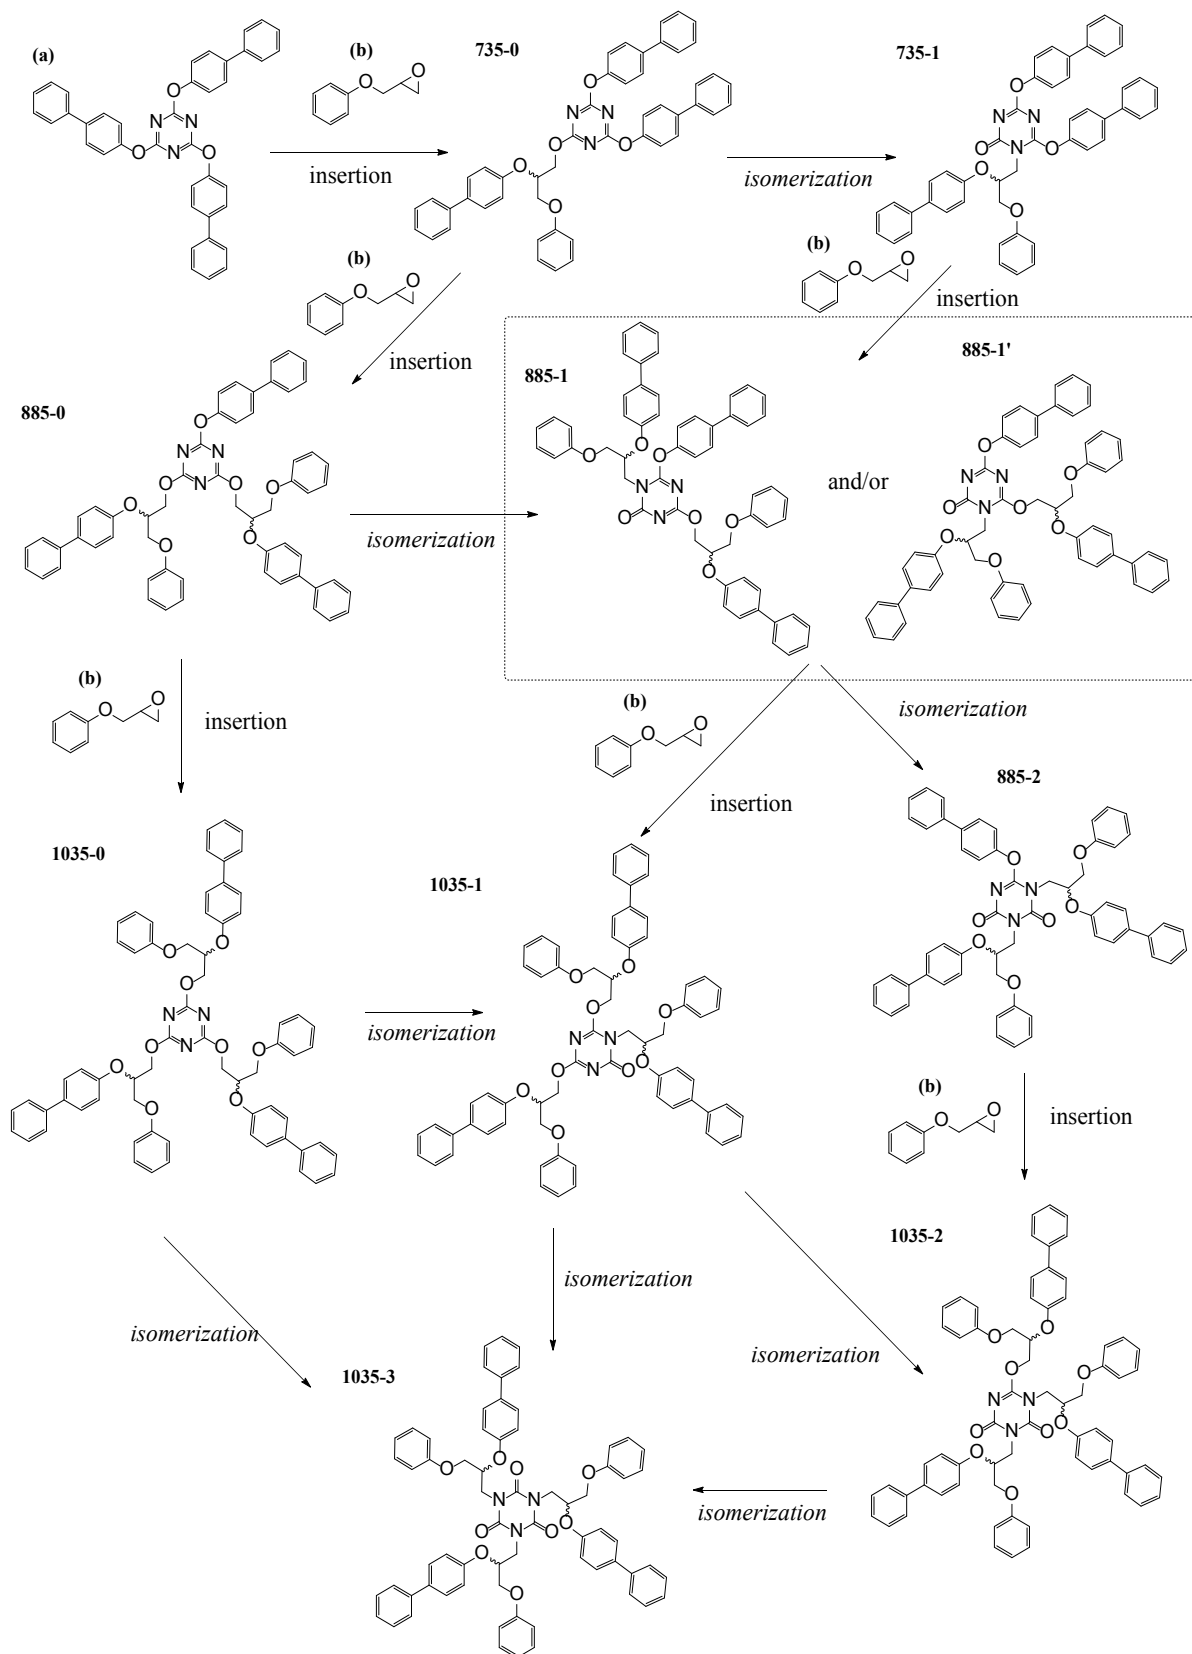 (a)
(b)
735-0
735-1
insertion
isomerization
(b)
(b)
insertion
insertion
885-0
885-1
885-1'
and/or
isomerization
(b)
insertion
(b)
insertion
isomerization
885-2
1035-0
1035-1
isomerization
(b)
insertion
1035-2
isomerization
isomerization
isomerization
1035-3
isomerization